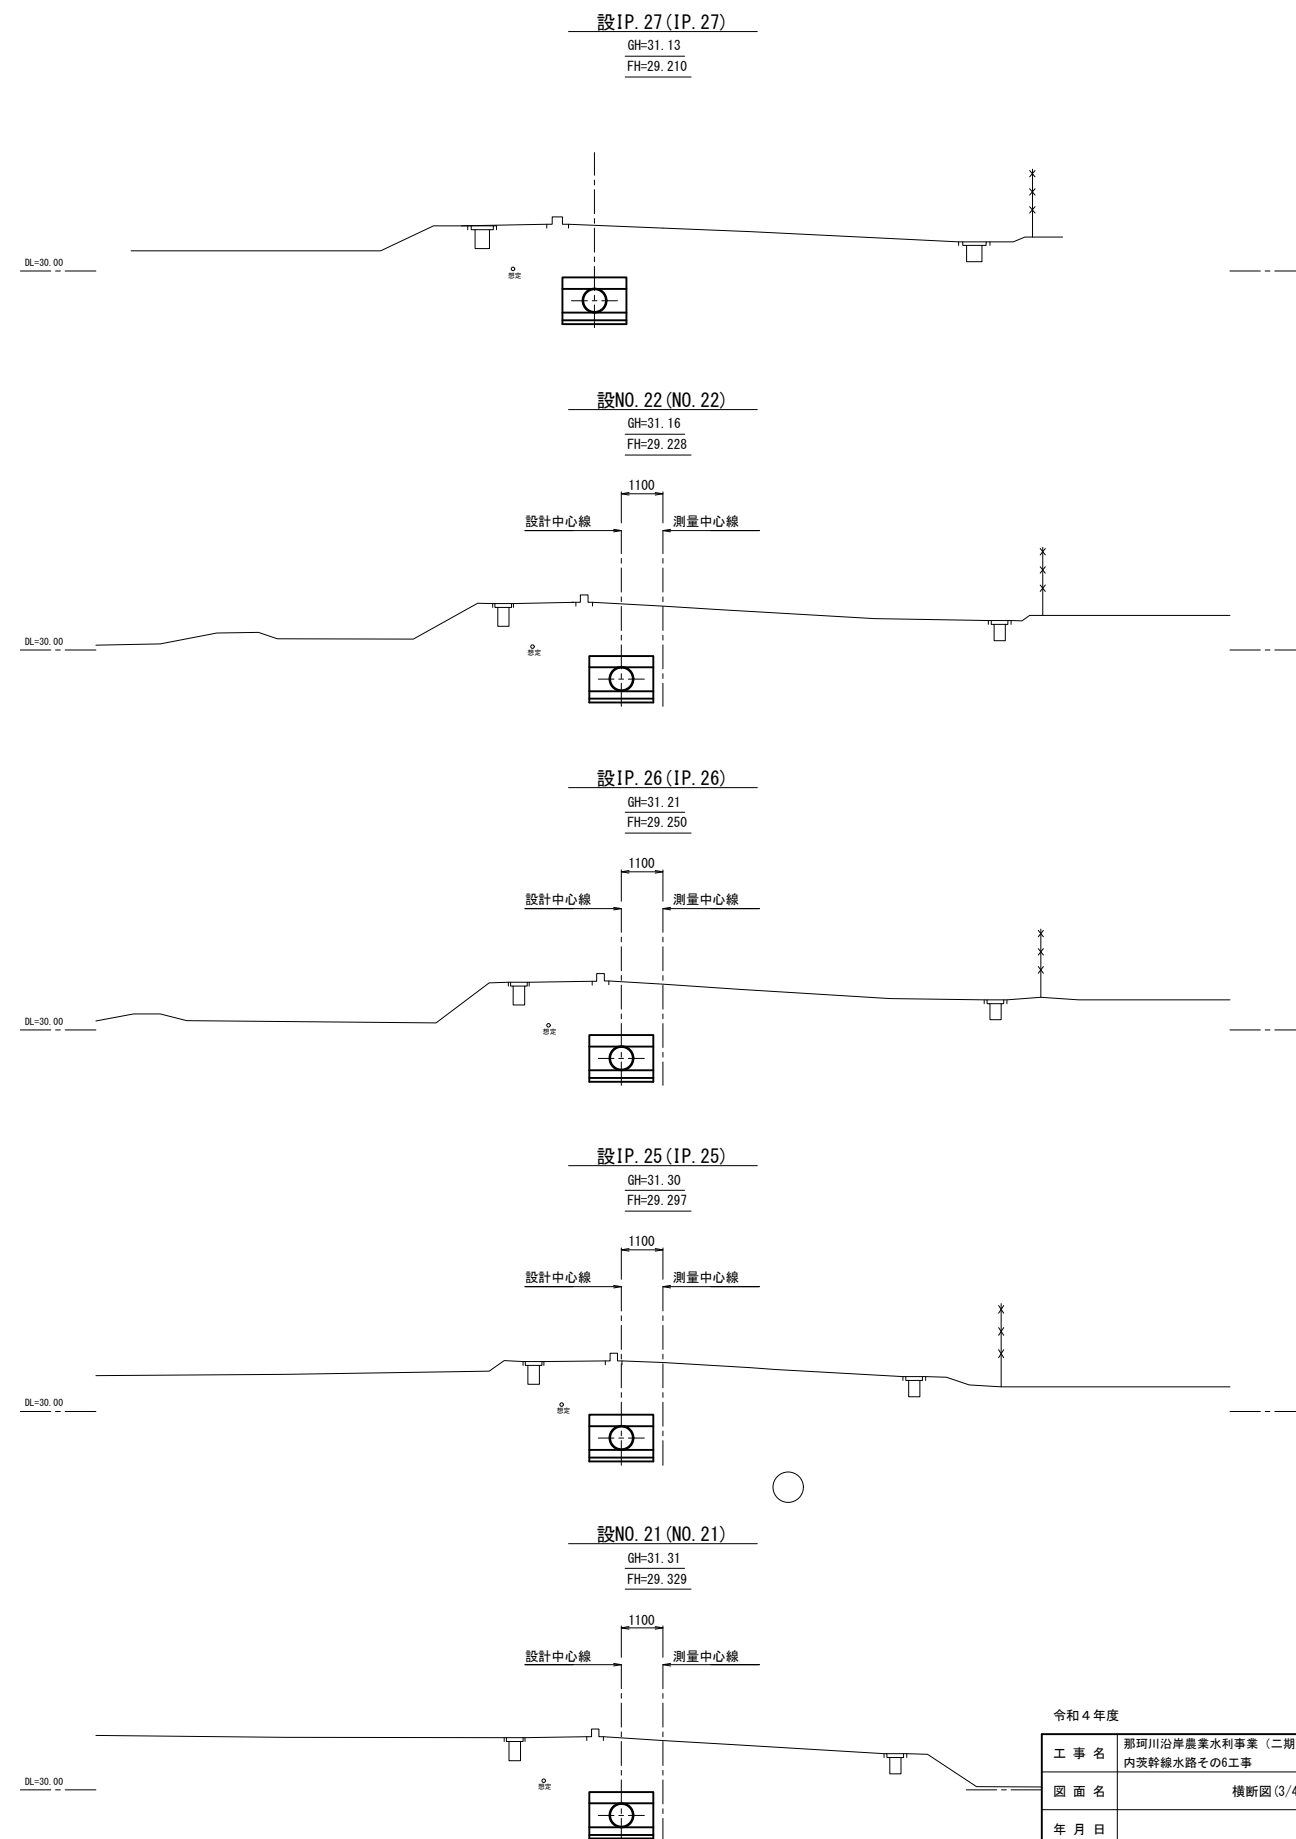 設IP.27(IP.27)
GH=31.13
FH=29.210
DL=30.00
想定
設NO.22(NO.22)
GH=31.16
FH=29.228
1100
設計中心線
測量中心線
DL=30.00
想定
設IP.26(IP.26)
GH=31.21
FH=29.250
1100
設計中心線
測量中心線
DL=30.00
想定
設IP.25(IP.25)
GH=31.30
FH=29.297
1100
設計中心線
測量中心線
DL=30.00
想定
設NO.21(NO.21)
GH=31.31
FH=29.329
1100
設計中心線
測量中心線
DL=30.00
想定
令和4年度
工事名
那珂川沿岸農業水利事業(二期
内茨幹線水路その6工事
図面名
横断図(3/4
年月日